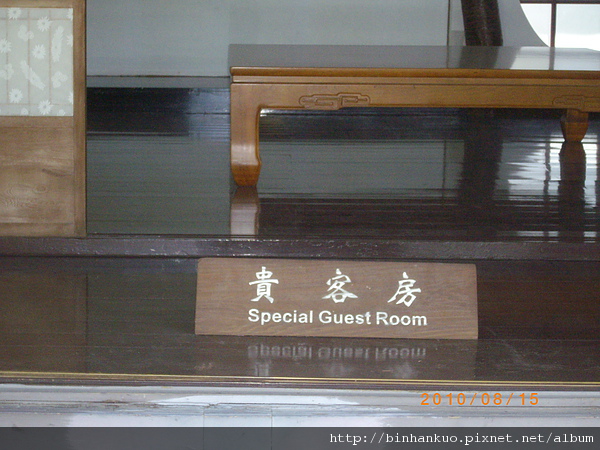 貴客房
Special Guest Room
2010/08/15
http://binhankuo.pixnet.net/album